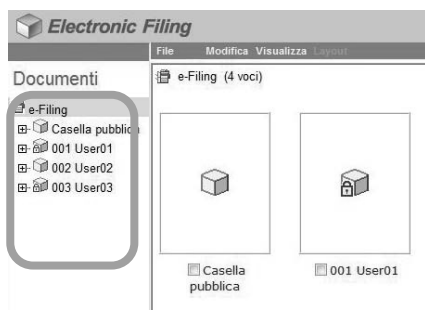 Electronic Filing
File Modifica Visualizza Layout
Documenti
e-Filing (4 voci)
e-Filing
Casella pubblica
001 User01
002 User02
003 User03
Casella
pubblica
001 User01